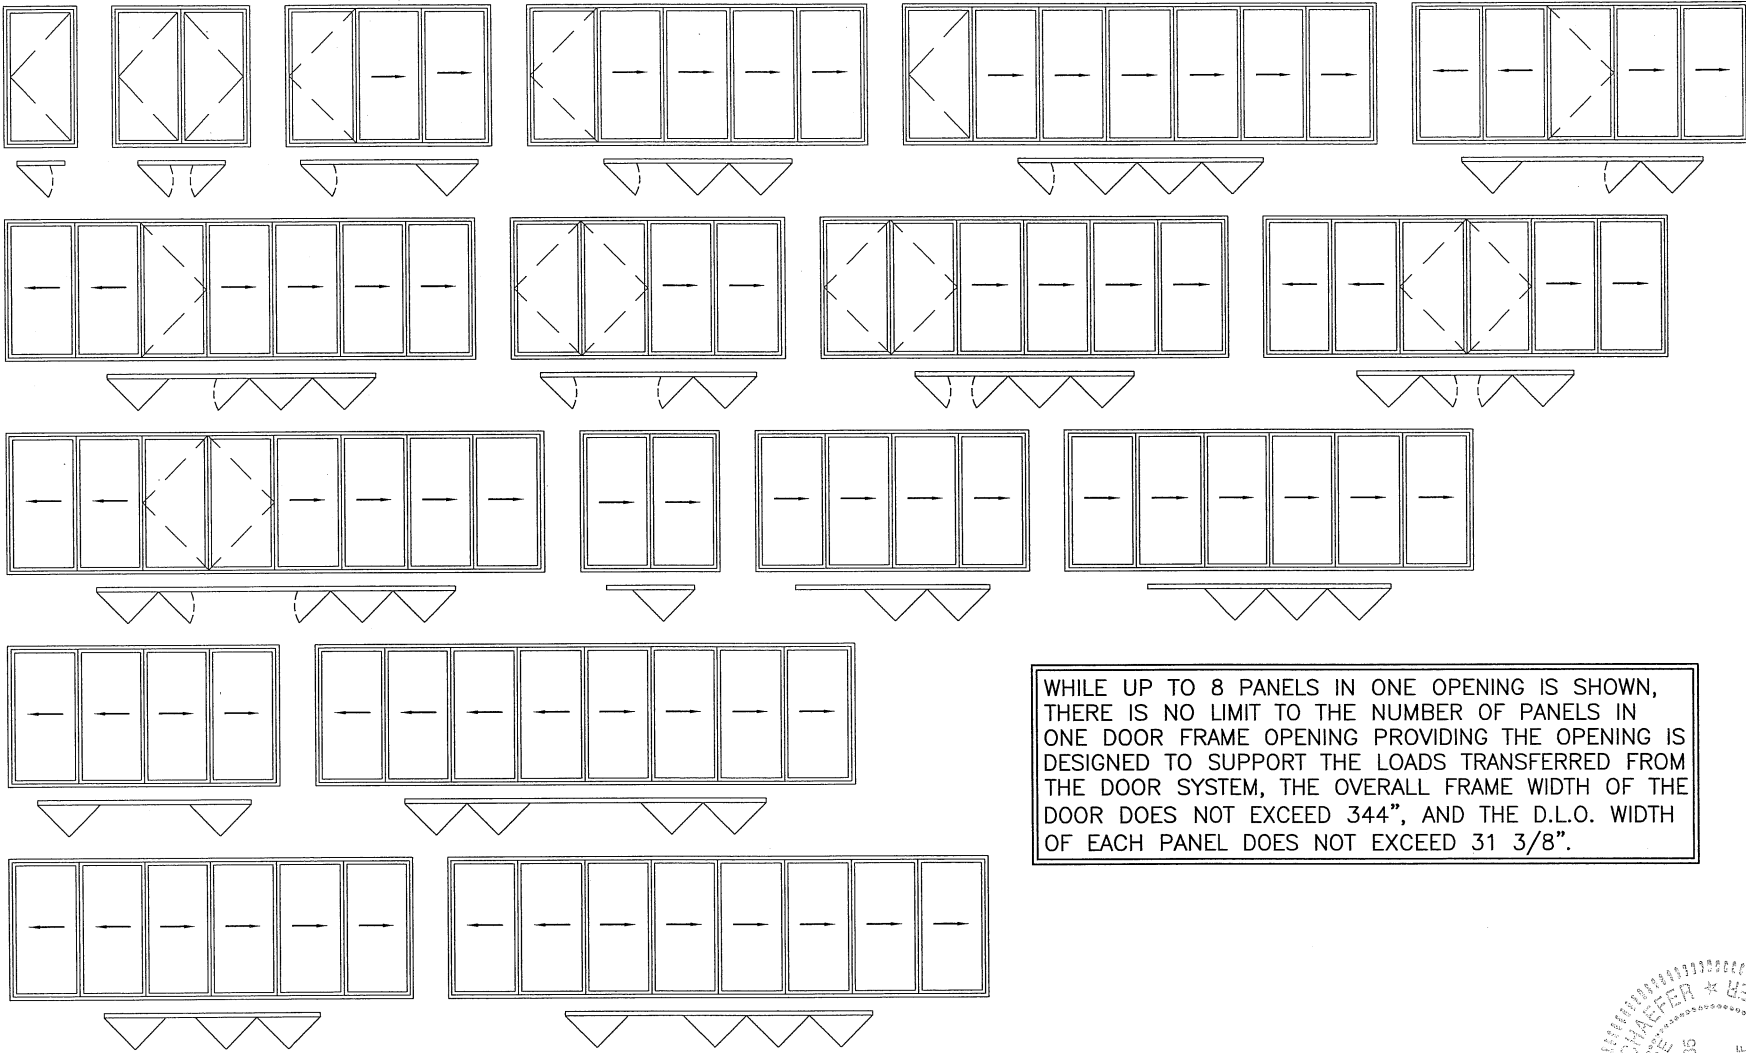 WHILE UP TO 8 PANELS IN ONE OPENING IS SHOWN,
THERE IS NO LIMIT TO THE NUMBER OF PANELS IN
ONE DOOR FRAME OPENING PROVIDING THE OPENING IS
DESIGNED TO SUPPORT THE LOADS TRANSFERRED FROM
THE DOOR SYSTEM, THE OVERALL FRAME WIDTH OF THE
DOOR DOES NOT EXCEED 344", AND THE D.L.O. WIDTH
OF EACH PANEL DOES NOT EXCEED 31 3/8".